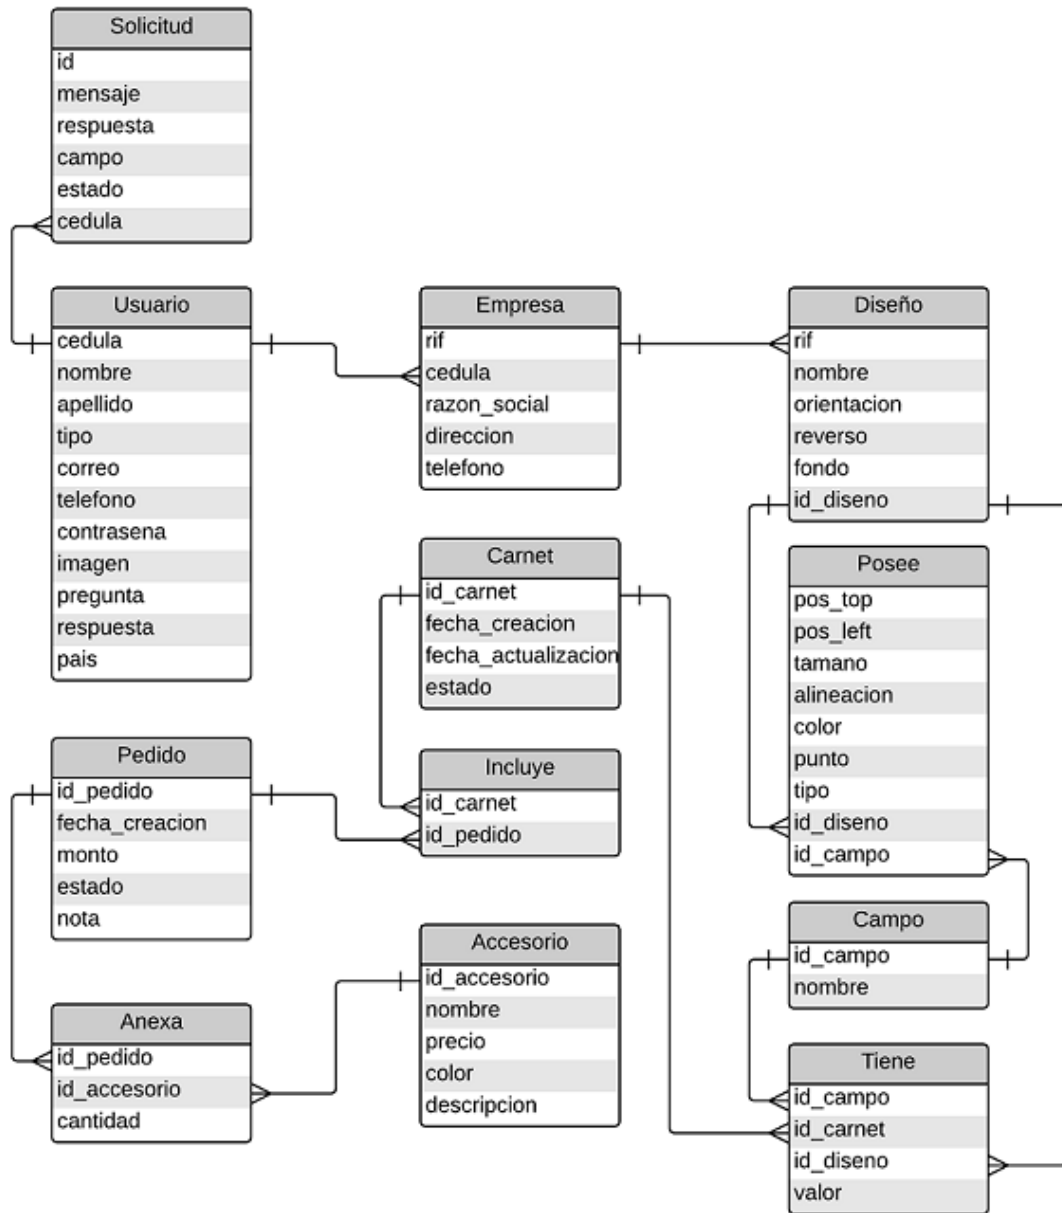 Solicitud
id
mensaje
respuesta
campo
estado
cedula
Usuario
cedula
nombre
apellido
tipo
correo
telefono
contrasena
imagen
pregunta
respuesta
pais
Empresa
rif
cedula
razon_social
direccion
telefono
Diseño
rif
nombre
orientacion
reverso
fondo
id_diseno
Carnet
id_carnet
fecha_creacion
fecha_actualizacion
estado
Posee
pos_top
pos_left
tamano
alineacion
color
punto
tipo
id_diseno
id_campo
Pedido
id_pedido
fecha_creacion
monto
estado
nota
Incluye
id_carnet
id_pedido
Campo
id_campo
nombre
Anexa
id_pedido
id_accesorio
cantidad
Accesorio
id_accesorio
nombre
precio
color
descripcion
Tiene
id_campo
id_carnet
id_diseno
valor